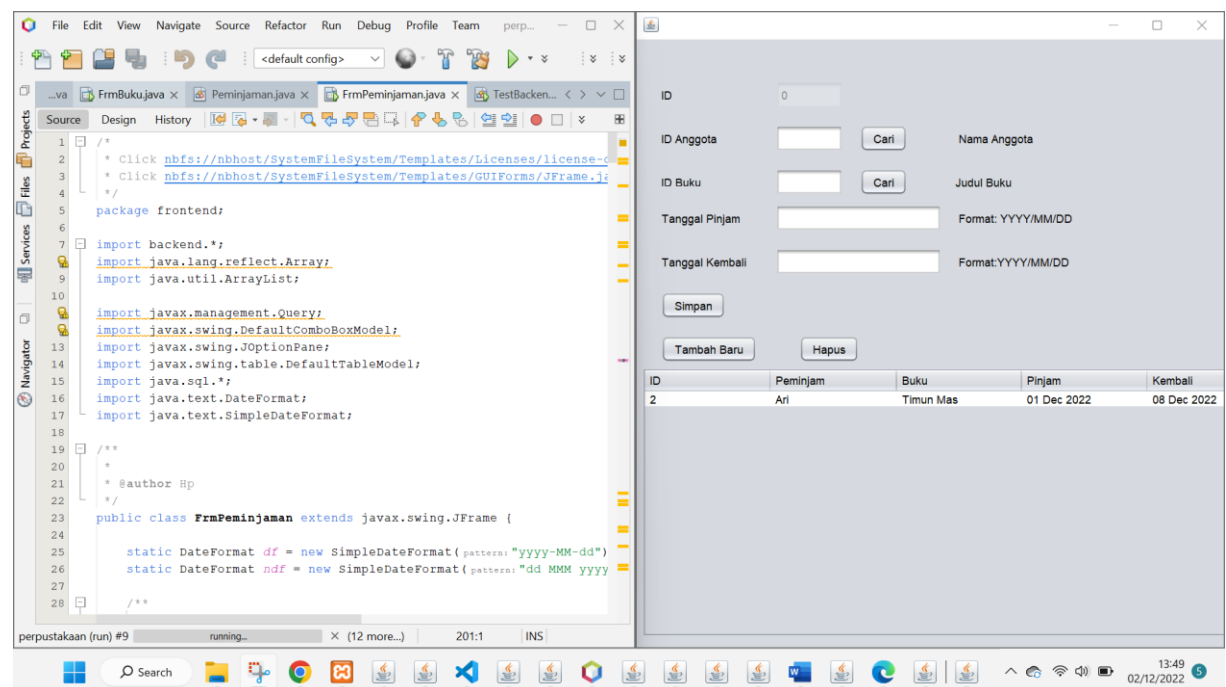 File Edit View Navigate Source Refactor Run Debug Profile Team perp...
<default config>
...va FrmBuku.java Peminjaman.java FrmPeminjaman.java TestBacken...
Source Design History
Projects
Files
Services
Navigator
1 /*
2 * Click nbfs://nbhost/SystemFileSystem/Templates/Licenses/license-
3 * Click nbfs://nbhost/SystemFileSystem/Templates/GUIForms/JFrame.ja
4 */
5 package frontend;
6
7 import backend.*;
import java.lang.reflect.Array;
9 import java.util.ArrayList;
10
import javax.management.Query;
import javax.swing.DefaultComboBoxModel;
13 import javax.swing.JOptionPane;
14 import javax.swing.table.DefaultTableModel;
15 import java.sql.*;
16 import java.text.DateFormat;
17 import java.text.SimpleDateFormat;
18
19 /**
20 *
21 * @author Hp
22 */
23 public class FrmPeminjaman extends javax.swing.JFrame {
24
25 static DateFormat df = new SimpleDateFormat( pattern: "yyyy-MM-dd")
26 static DateFormat ndf = new SimpleDateFormat( pattern: "dd MMM yyyy
27
28 /**
perpustakaan (run) #9 running... (12 more...) 201:1 INS
ID 0
ID Anggota Cari Nama Anggota
ID Buku Cari Judul Buku
Tanggal Pinjam Format: YYYY/MM/DD
Tanggal Kembali Format:YYYY/MM/DD
Simpan
Tambah Baru Hapus
ID Peminjam Buku Pinjam Kembali
2 Ari Timun Mas 01 Dec 2022 08 Dec 2022
Search
13:49
02/12/2022 5